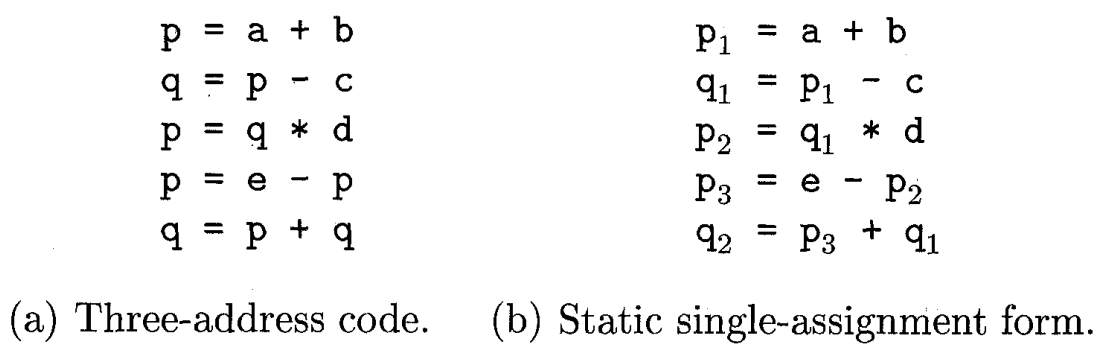 p = a + b
q = p - c
p = q * d
p = e - p
q = p + q
(a) Three-address code.
p₁ = a + b
q₁ = p₁ - c
p₂ = q₁ * d
p₃ = e - p₂
q₂ = p₃ + q₁
(b) Static single-assignment form.